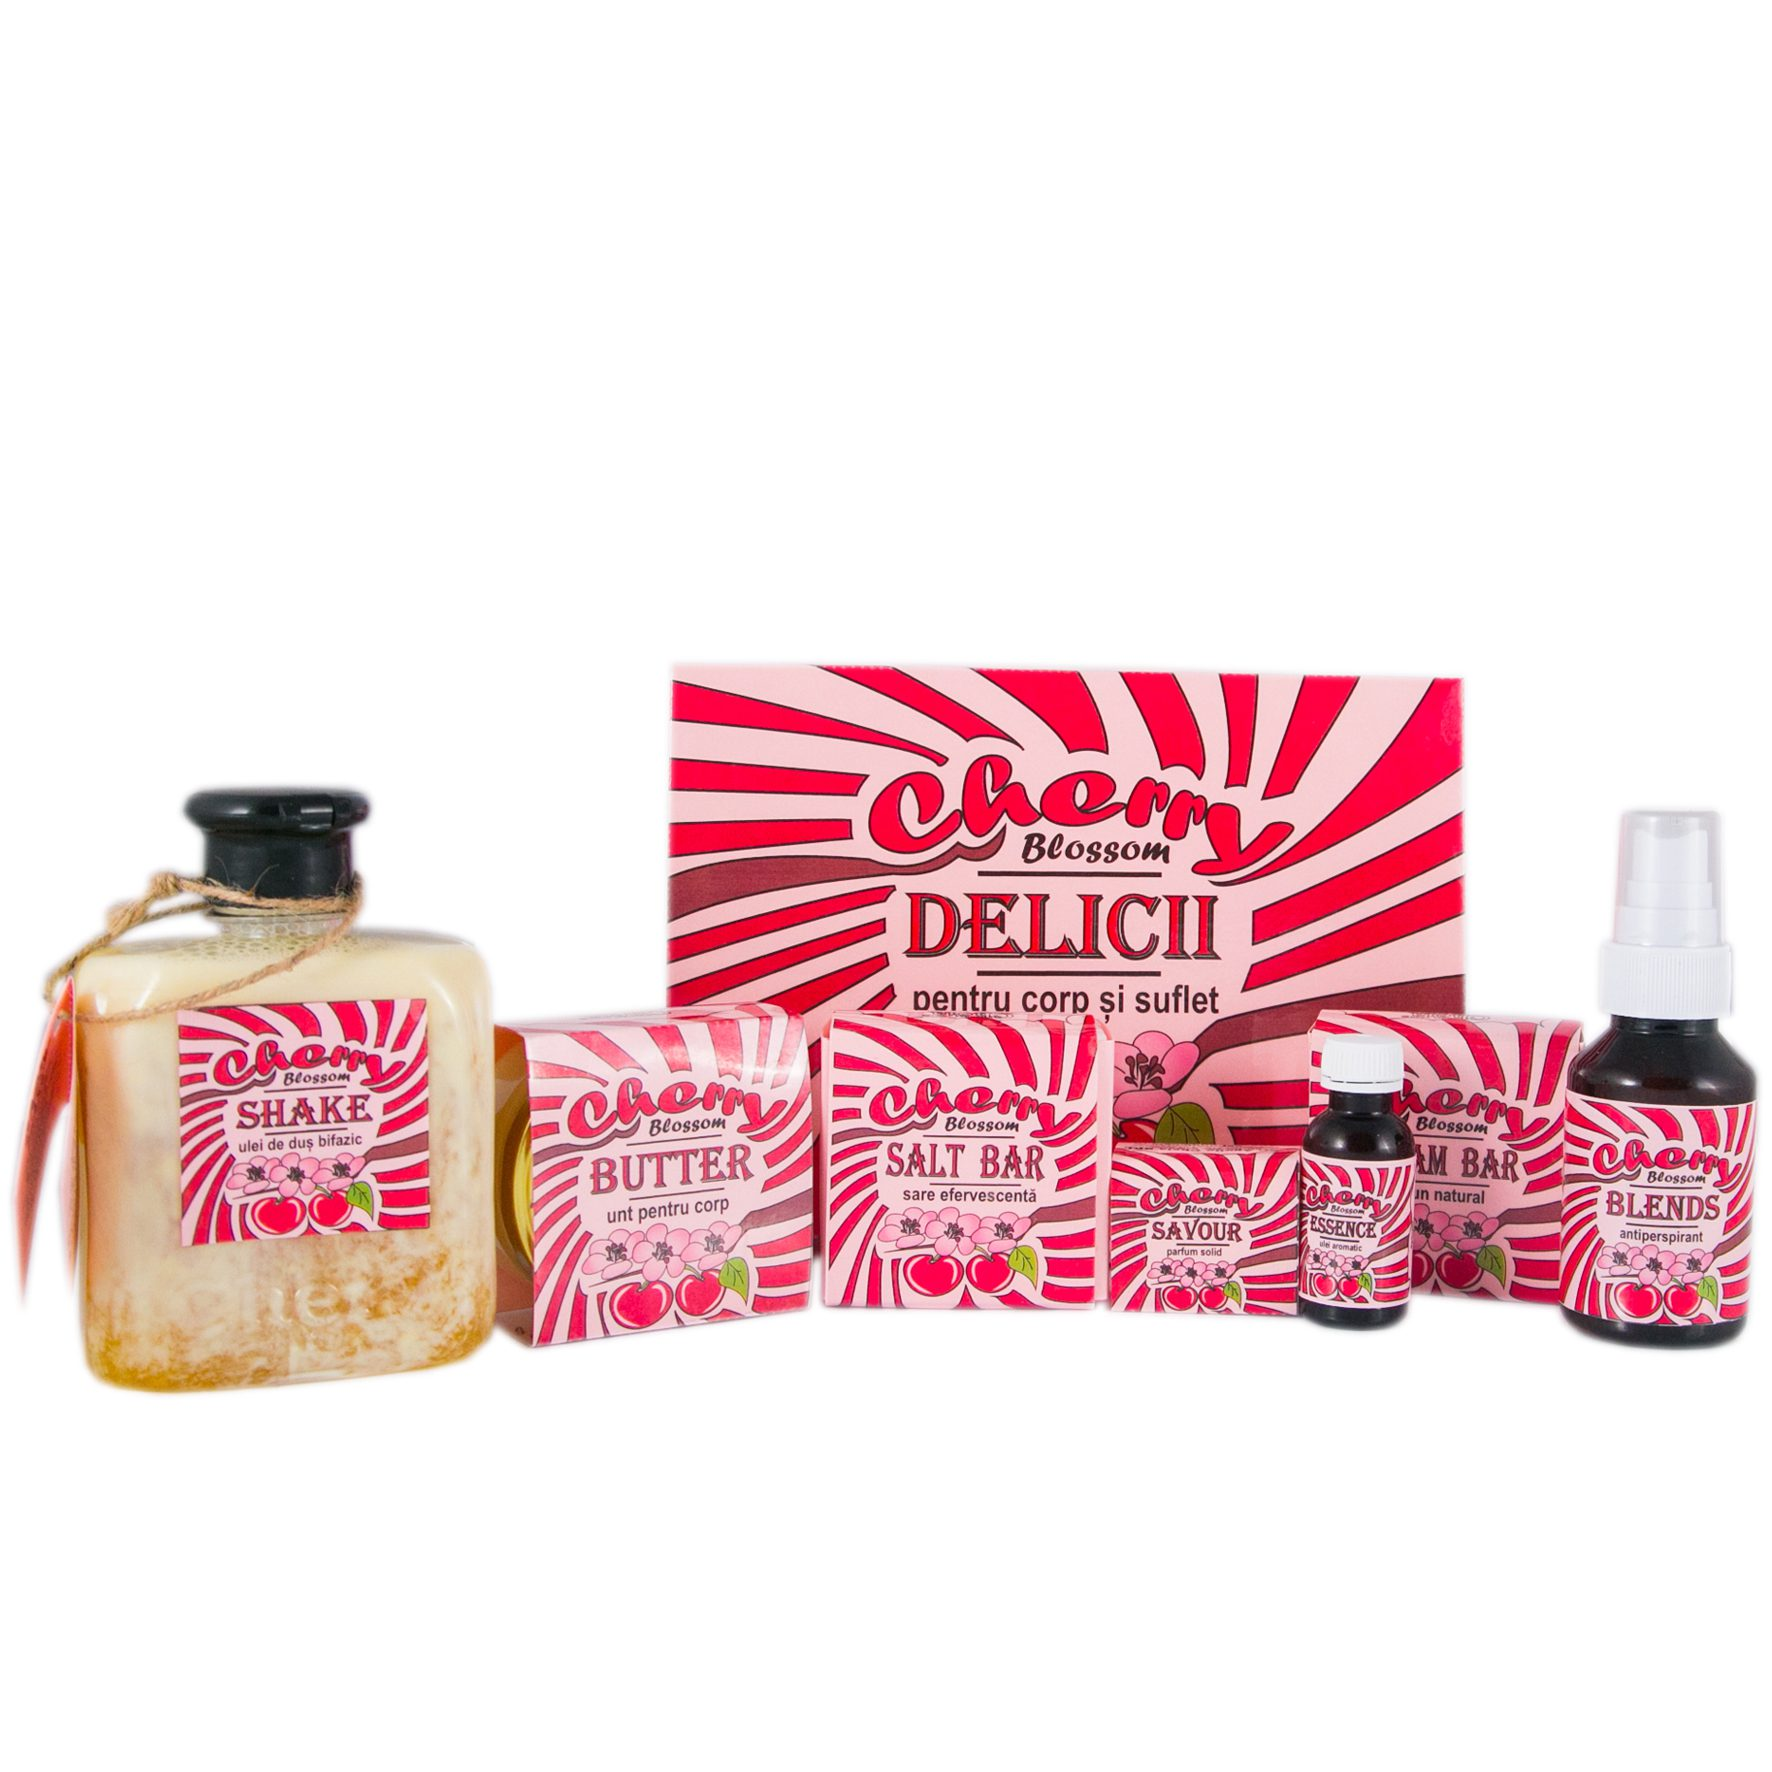 Cherry
Blossom
DELICII
pentru corp și suflet
Cherry
Blossom
SHAKE
ulei de duș bifazic
Cherry
Blossom
BUTTER
unt pentru corp
Cherry
Blossom
SALT BAR
sare efervescentă
Cherry
Blossom
SAVOUR
parfum solid
Cherry
Blossom
ESSENCE
ulei aromatic
Blossom
BAR
natural
Cherry
Blossom
BLENDS
antiperspirant